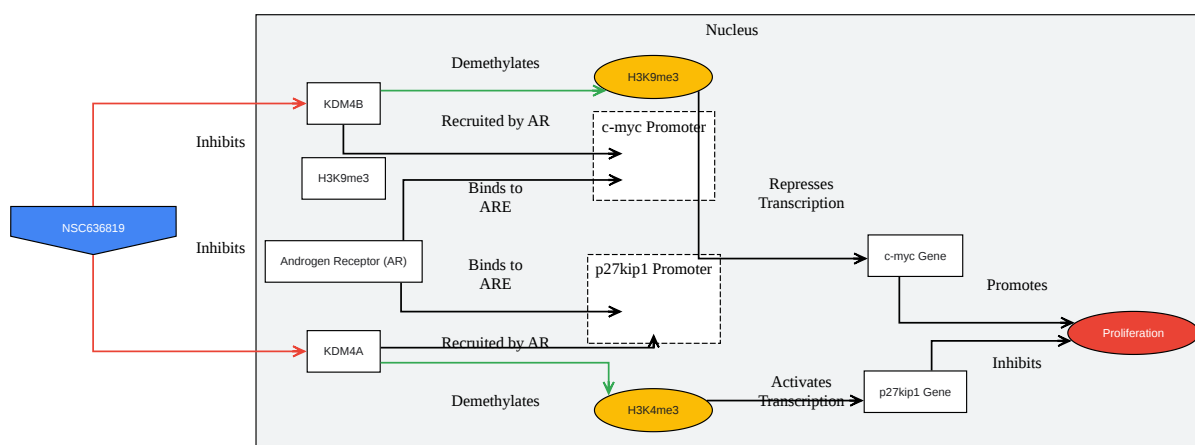 Nucleus
Demethylates
H3K9me3
KDM4B
Recruited by AR
c-myc Promoter
Inhibits
H3K9me3
Binds to
ARE
Represses
Transcription
NSC636819
Inhibits
Androgen Receptor (AR)
c-myc Gene
Binds to
ARE
p27kip1 Promoter
Promotes
Proliferation
Recruited by AR
KDM4A
Inhibits
Activates
Transcription
p27kip1 Gene
Demethylates
H3K4me3